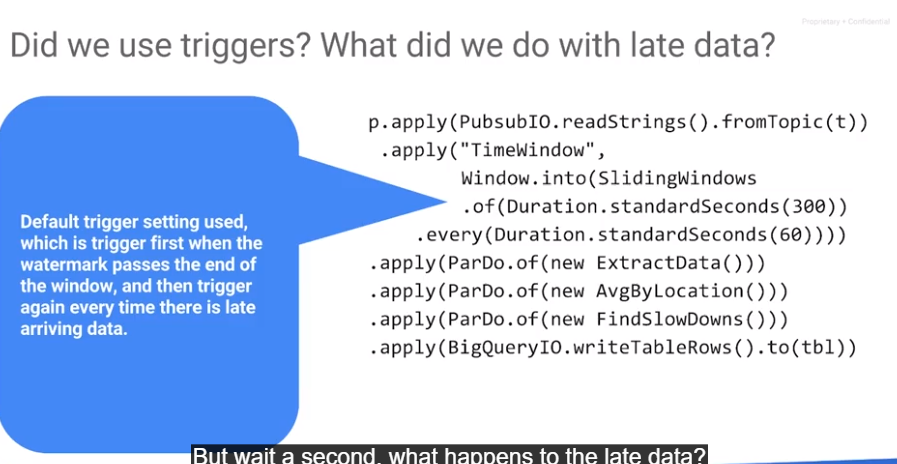 Proprietary + Confidential
Did we use triggers? What did we do with late data?
Default trigger setting used,
which is trigger first when the
watermark passes the end of
the window, and then trigger
again every time there is late
arriving data.
p.apply(PubsubIO.readStrings().fromTopic(t))
.apply("TimeWindow",
Window.into(SlidingWindows
.of(Duration.standardSeconds(300))
.every(Duration.standardSeconds(60))))
.apply(ParDo.of(new ExtractData()))
.apply(ParDo.of(new AvgByLocation()))
.apply(ParDo.of(new FindSlowDowns()))
.apply(BigQueryIO.writeTableRows().to(tbl))
But wait a second, what happens to the late data?